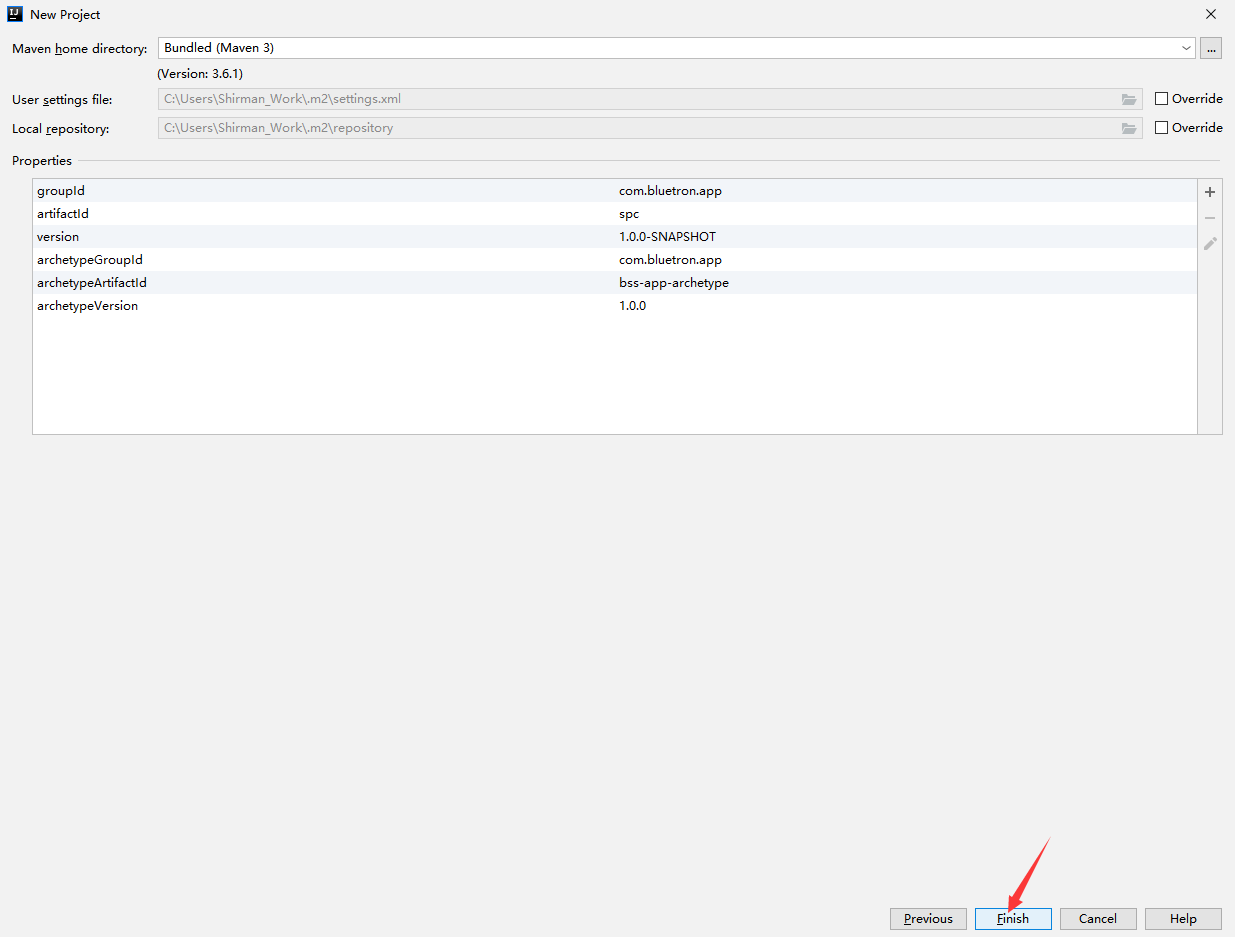 IJ New Project
Maven home directory: Bundled (Maven 3) ...
(Version: 3.6.1)
User settings file: C:\Users\Shirman_Work\.m2\settings.xml Override
Local repository: C:\Users\Shirman_Work\.m2\repository Override
Properties
groupId com.bluetron.app
artifactId spc
version 1.0.0-SNAPSHOT
archetypeGroupId com.bluetron.app
archetypeArtifactId bss-app-archetype
archetypeVersion 1.0.0
Previous Finish Cancel Help